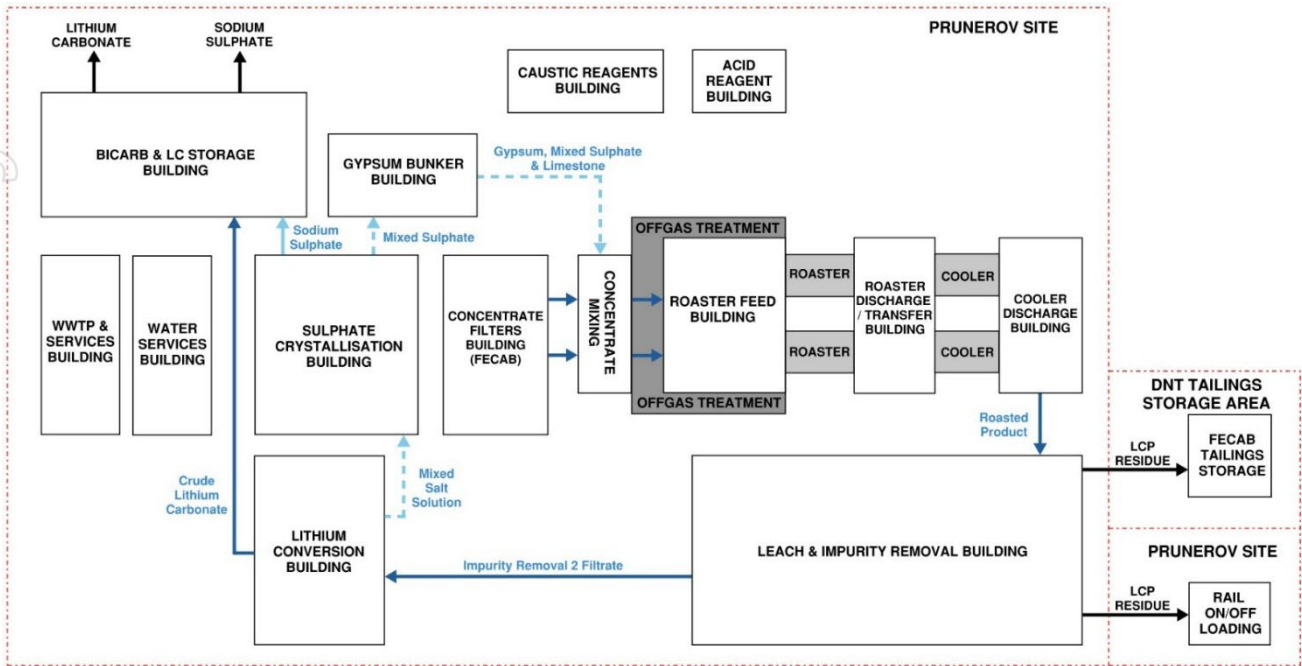 LITHIUM
CARBONATE
SODIUM
SULPHATE
PRUNEROV SITE
CAUSTIC REAGENTS
BUILDING
ACID
REAGENT
BUILDING
BICARB & LC STORAGE
BUILDING
GYPSUM BUNKER
BUILDING
Gypsum, Mixed Sulphate
& Limestone
Sodium
Sulphate
Mixed Sulphate
OFFGAS TREATMENT
WWTP &
SERVICES
BUILDING
WATER
SERVICES
BUILDING
SULPHATE
CRYSTALLISATION
BUILDING
CONCENTRATE
FILTERS
BUILDING
(FECAB)
CONCENTRATE
MIXING
ROASTER FEED
BUILDING
ROASTER
ROASTER
ROASTER
DISCHARGE
/ TRANSFER
BUILDING
COOLER
COOLER
COOLER
DISCHARGE
BUILDING
OFFGAS TREATMENT
Roasted
Product
DNT TAILINGS
STORAGE AREA
LCP
RESIDUE
FECAB
TAILINGS
STORAGE
Crude
Lithium
Carbonate
Mixed
Salt
Solution
LITHIUM
CONVERSION
BUILDING
Impurity Removal 2 Filtrate
LEACH & IMPURITY REMOVAL BUILDING
PRUNEROV SITE
LCP
RESIDUE
RAIL
ON/OFF
LOADING